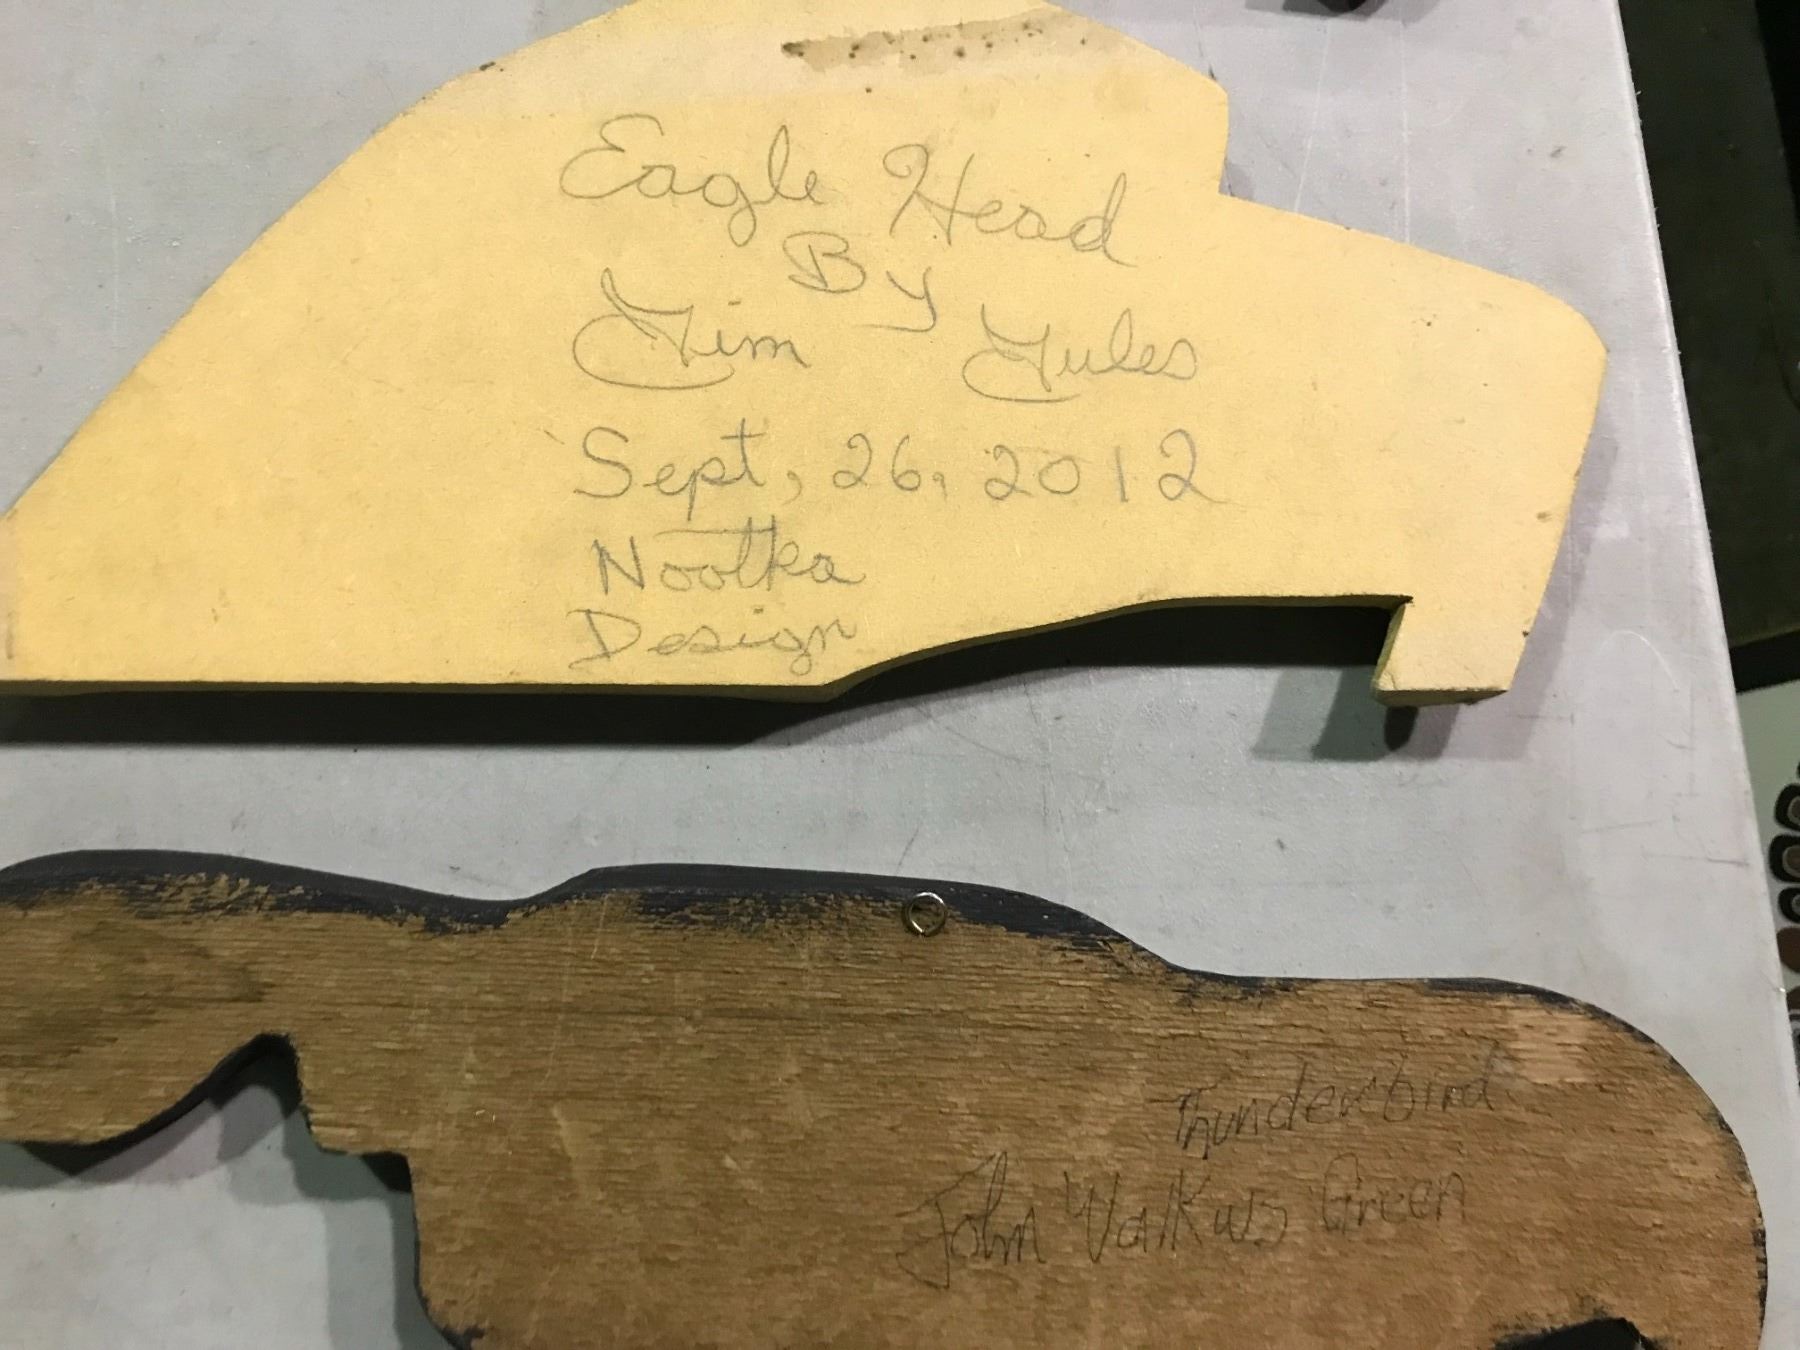 Eagle Head
By
Tim Jules
Sept, 26, 2012
Nootka
Design
Thunderbird
John Walkus Green